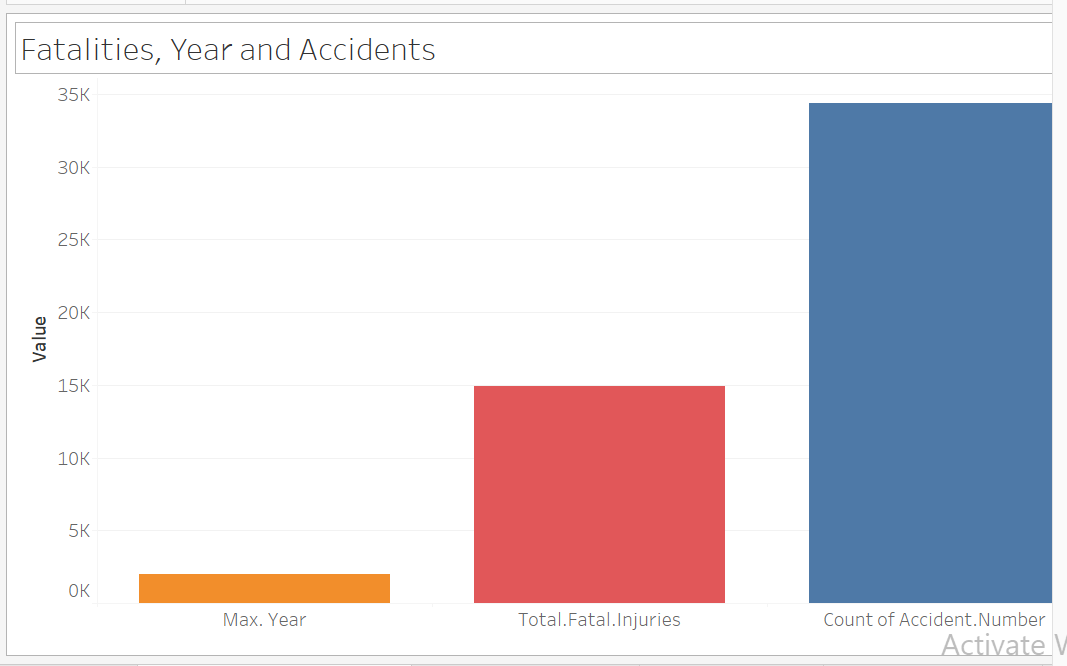 Fatalities, Year and Accidents
35K
30K
25K
20K
15K
10K
5K
0K
Value
Max. Year
Total.Fatal.Injuries
Count of Accident.Number
Activate